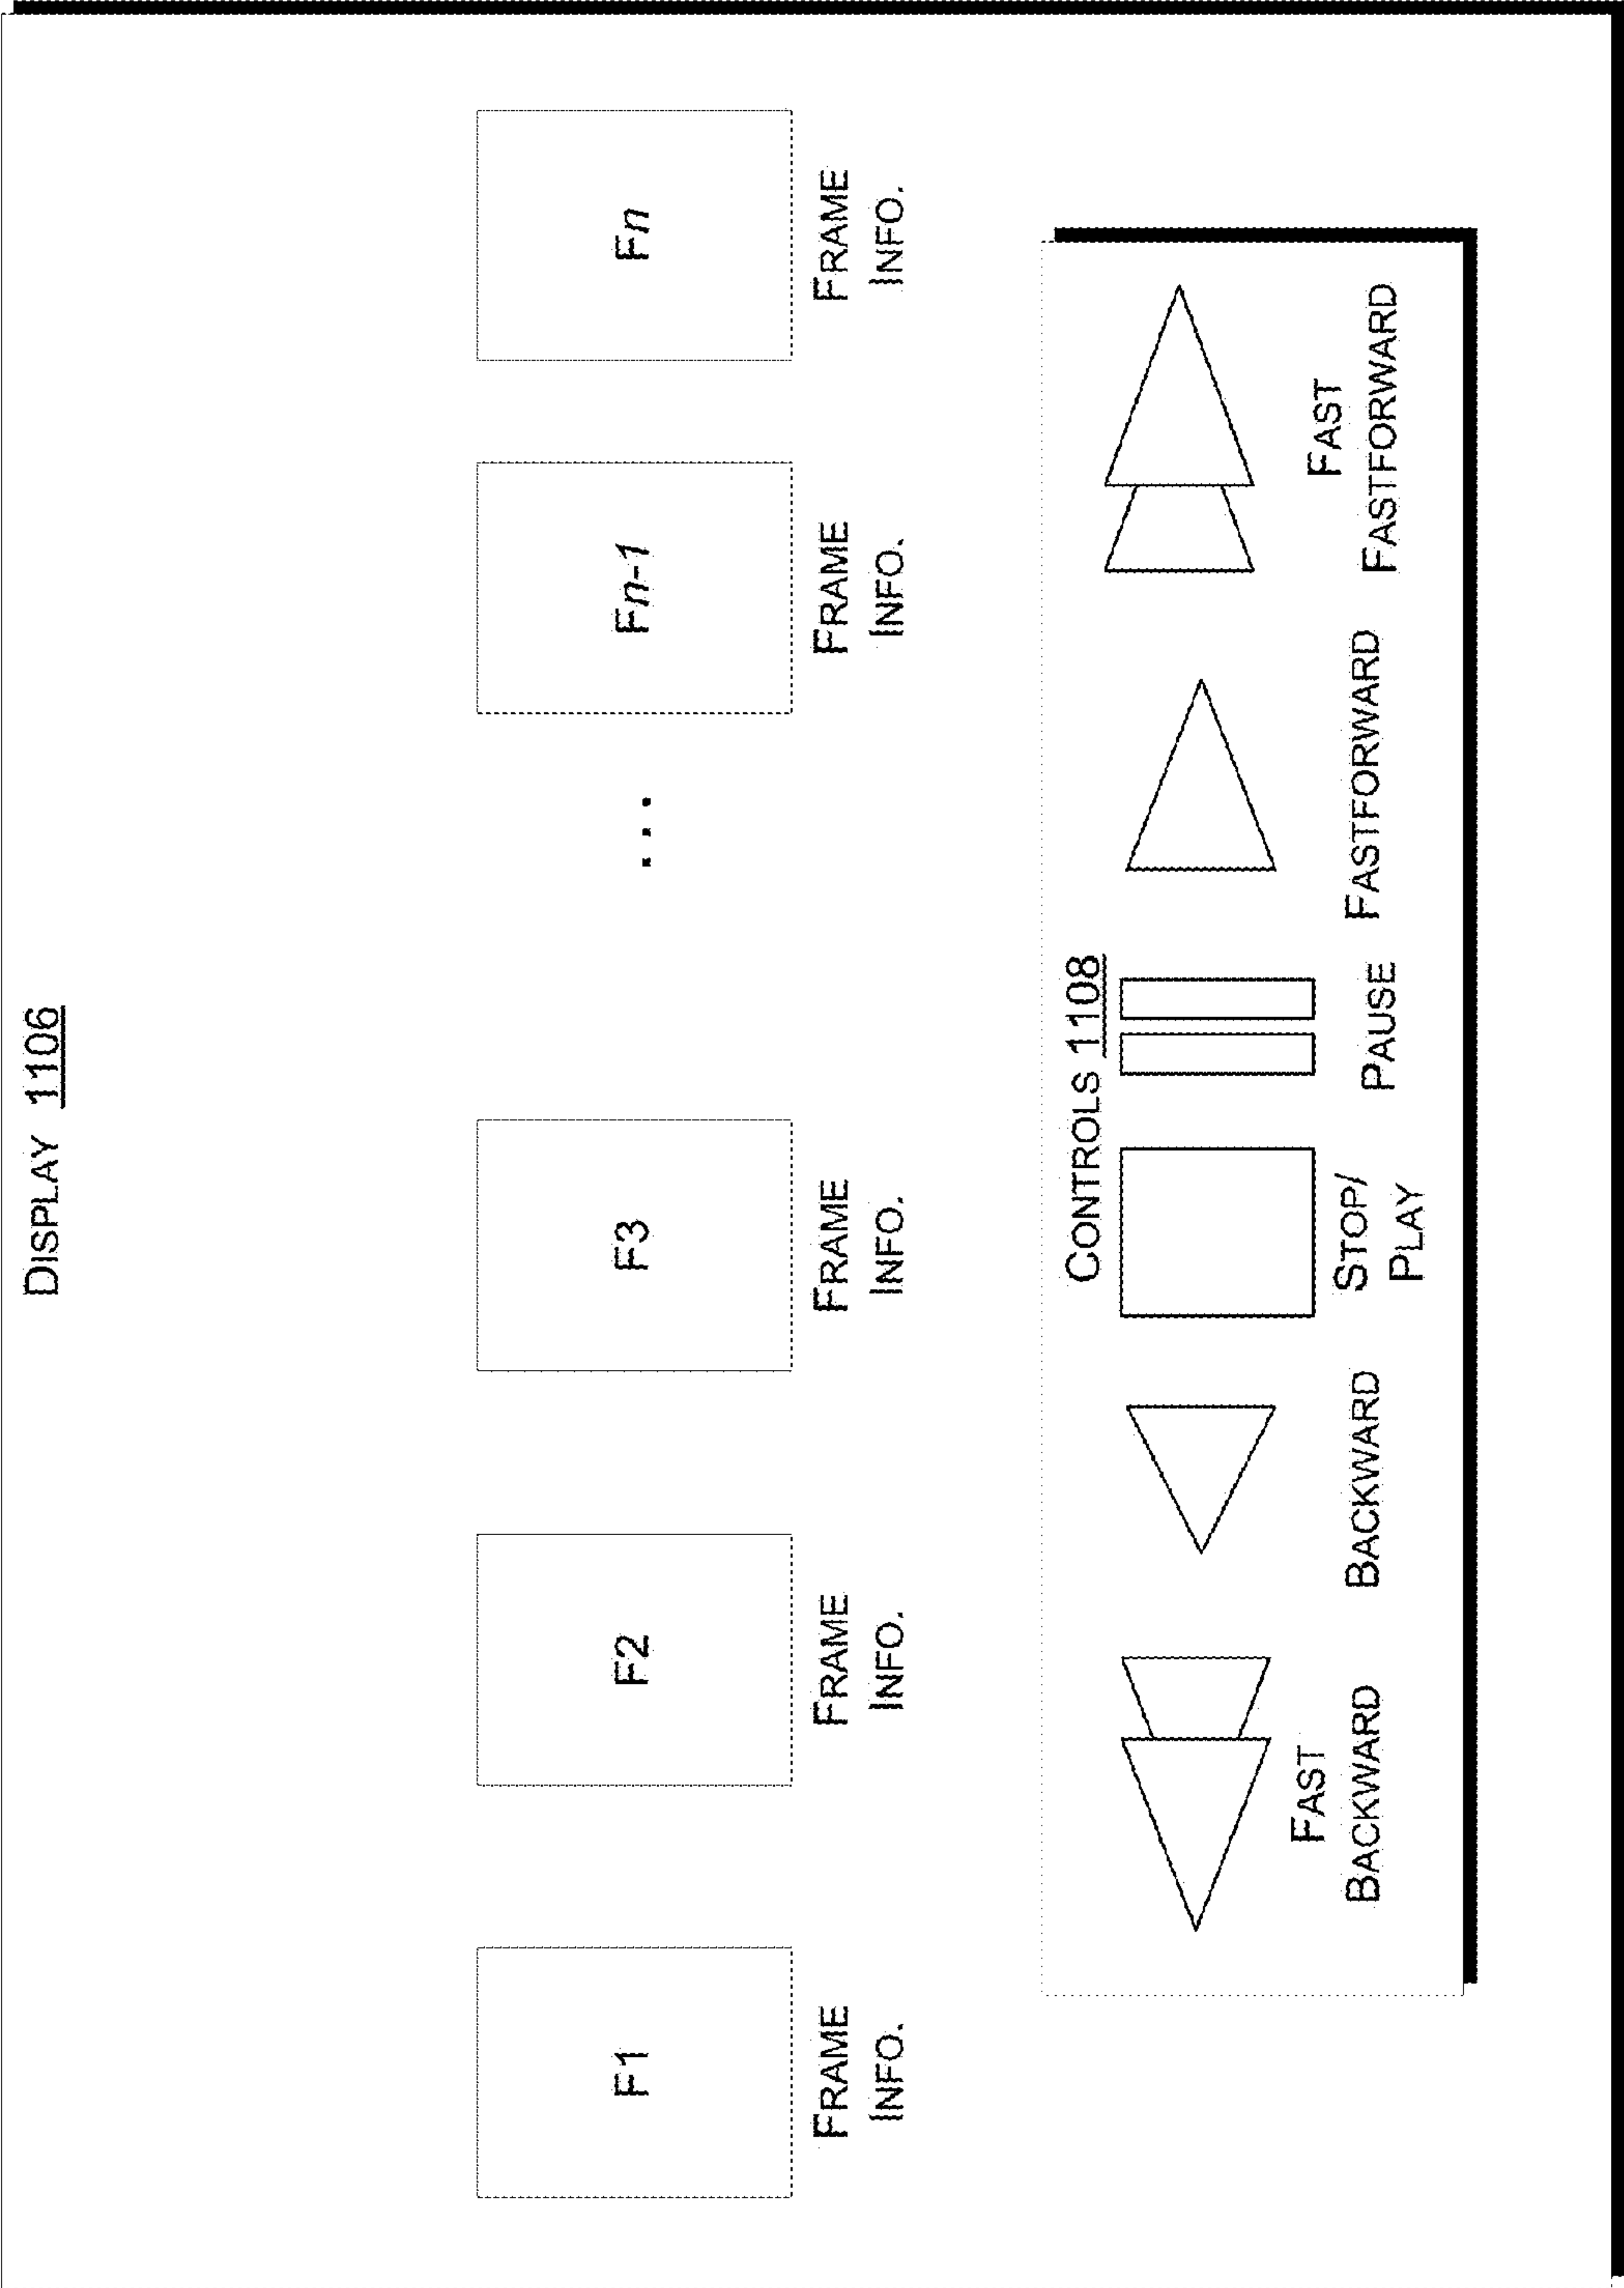 DISPLAY 1106
F1
F2
F3
...
Fn-1
Fn
FRAME
INFO.
FRAME
INFO.
FRAME
INFO.
FRAME
INFO.
FRAME
INFO.
CONTROLS 1108
FAST
BACKWARD
BACKWARD
STOP/
PLAY
PAUSE
FASTFORWARD
FAST
FASTFORWARD